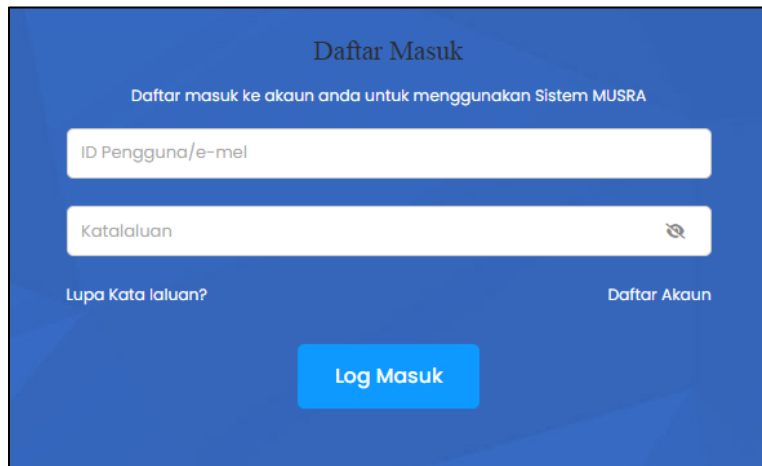 Daftar Masuk
Daftar masuk ke akaun anda untuk menggunakan Sistem MUSRA
ID Pengguna/e-mel
Katalaluan
Lupa Kata laluan? Daftar Akaun
Log Masuk